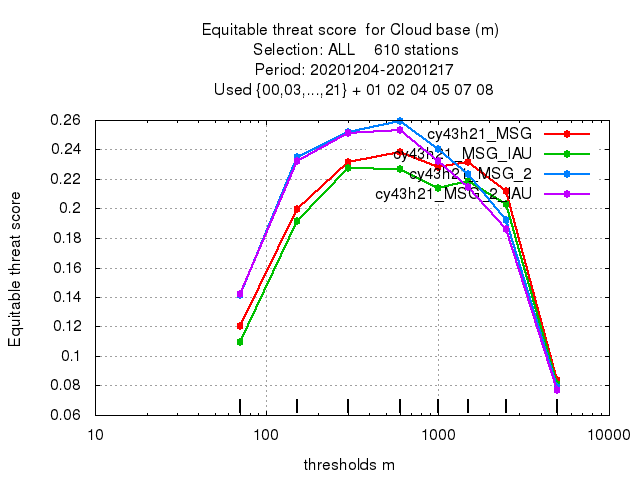 Equitable threat score  for Cloud base (m)
Selection: ALL    610 stations
Period: 20201204-20201217
Used {00,03,...,21} + 01 02 04 05 07 08
cy43h21_MSG
cy43h21_MSG_IAU
cy43h21_MSG_2
cy43h21_MSG_2_IAU
Equitable threat score
0.26
0.24
0.22
0.2
0.18
0.16
0.14
0.12
0.1
0.08
0.06
10 100 1000 10000
thresholds m